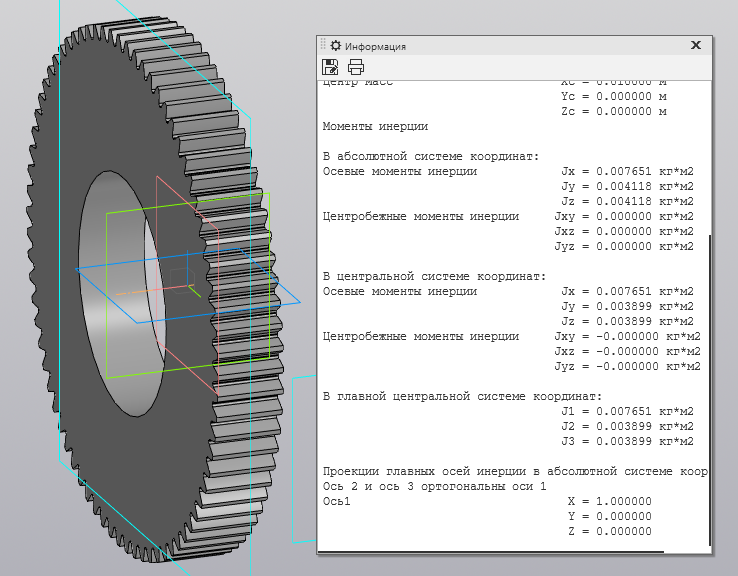 Информация
Центр масс Xc = 0.010000 м
Yc = 0.000000 м
Zc = 0.000000 м
Моменты инерции
В абсолютной системе координат:
Осевые моменты инерции Jx = 0.007651 кг*м2
Jy = 0.004118 кг*м2
Jz = 0.004118 кг*м2
Центробежные моменты инерции Jxy = 0.000000 кг*м2
Jxz = 0.000000 кг*м2
Jyz = 0.000000 кг*м2
В центральной системе координат:
Осевые моменты инерции Jx = 0.007651 кг*м2
Jy = 0.003899 кг*м2
Jz = 0.003899 кг*м2
Центробежные моменты инерции Jxy = -0.000000 кг*м2
Jxz = -0.000000 кг*м2
Jyz = -0.000000 кг*м2
В главной центральной системе координат:
J1 = 0.007651 кг*м2
J2 = 0.003899 кг*м2
J3 = 0.003899 кг*м2
Проекции главных осей инерции в абсолютной системе коор
Ось 2 и ось 3 ортогональны оси 1
Ось1 X = 1.000000
Y = 0.000000
Z = 0.000000